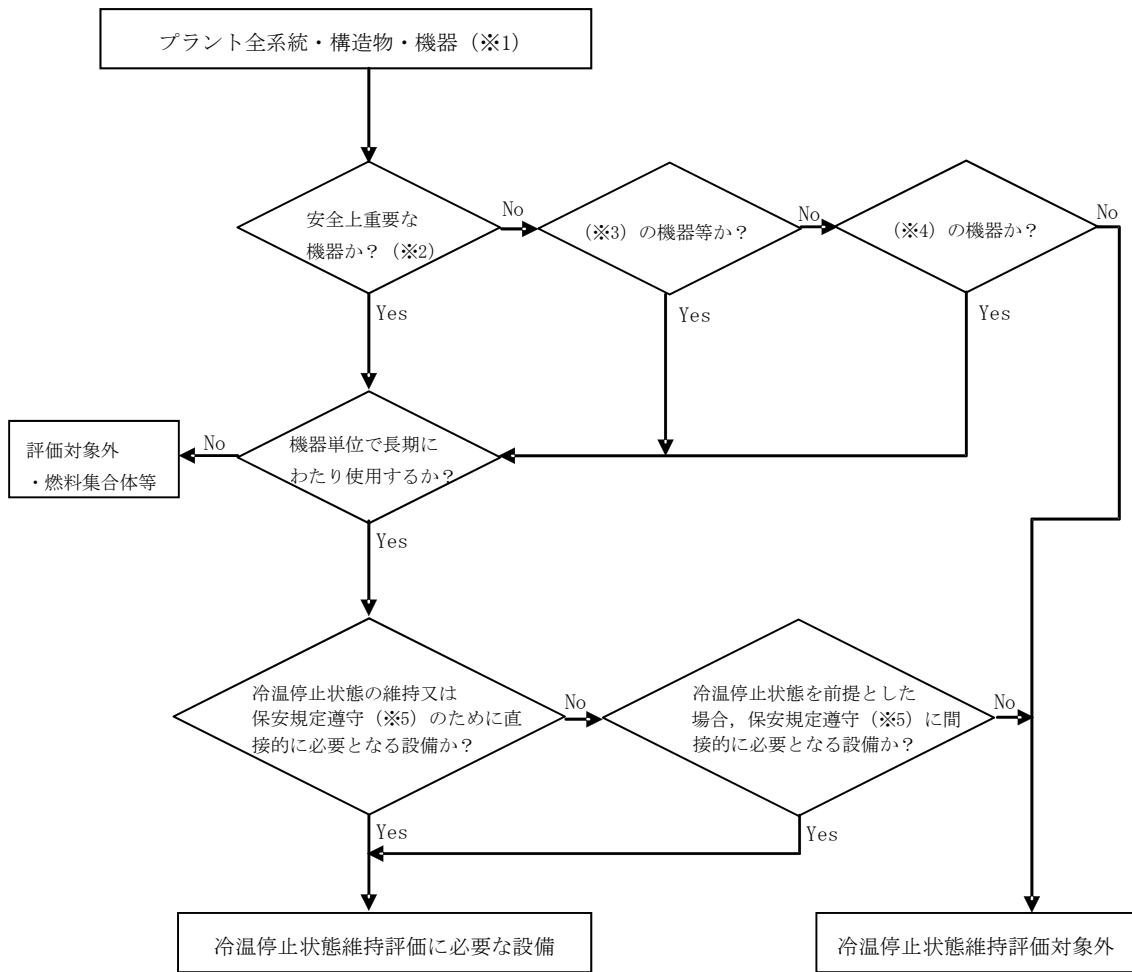 プラント全系統・構造物・機器(※1)
安全上重要な
機器か?(※2)
No
(※3)の機器等か?
No
(※4)の機器か?
No
Yes
Yes
Yes
評価対象外
・燃料集合体等
No
機器単位で長期に
わたり使用するか?
Yes
冷温停止状態の維持又は
保安規定遵守(※5)のために直
接的に必要となる設備か?
No
冷温停止状態を前提とした
場合,保安規定遵守(※5)に間
接的に必要となる設備か?
No
Yes
Yes
冷温停止状態維持評価に必要な設備
冷温停止状態維持評価対象外